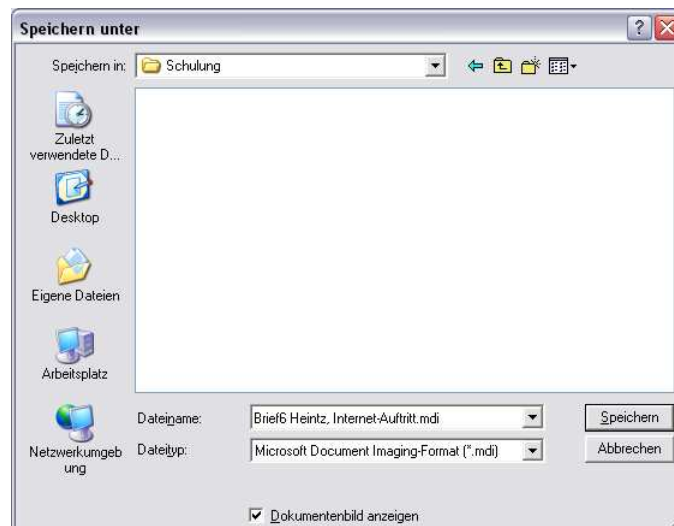 Speichern unter
Speichern in: Schulung
Zuletzt
verwendete D...
Desktop
Eigene Dateien
Arbeitsplatz
Netzwerkumgeb
ung
Dateiname: Brief6 Heintz, Internet-Auftritt.mdi Speichern
Dateityp: Microsoft Document Imaging-Format (*.mdi) Abbrechen
Dokumentenbild anzeigen